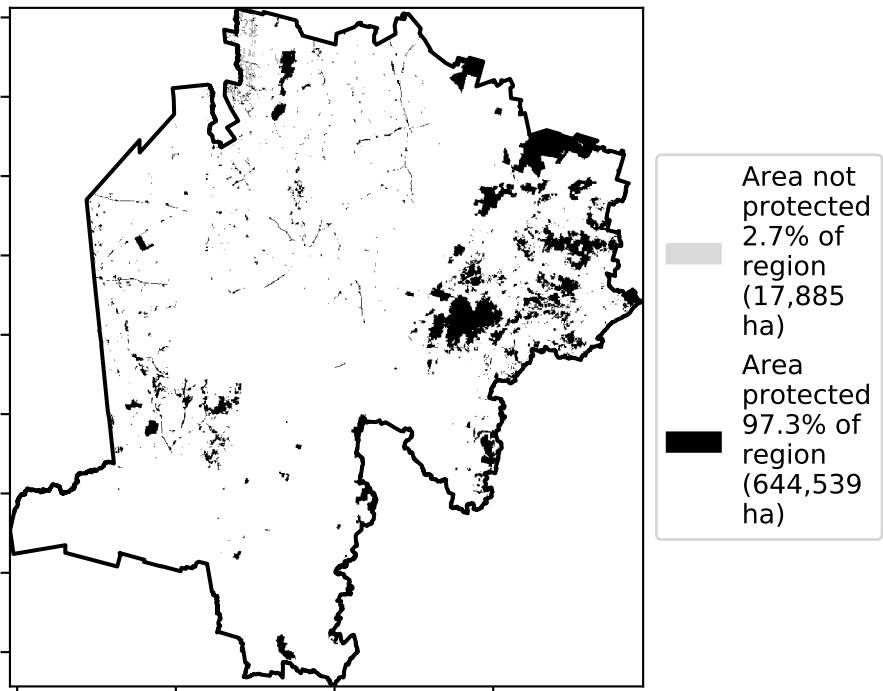 Area not
protected
2.7% of
region
(17,885
ha)
Area
protected
97.3% of
region
(644,539
ha)